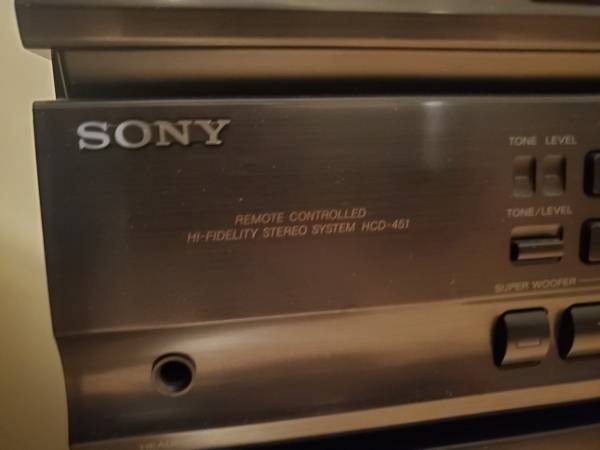 SONY
TONE LEVEL
REMOTE CONTROLLED
HI-FIDELITY STEREO SYSTEM HCD-451
TONE/LEVEL
SUPER WOOFER